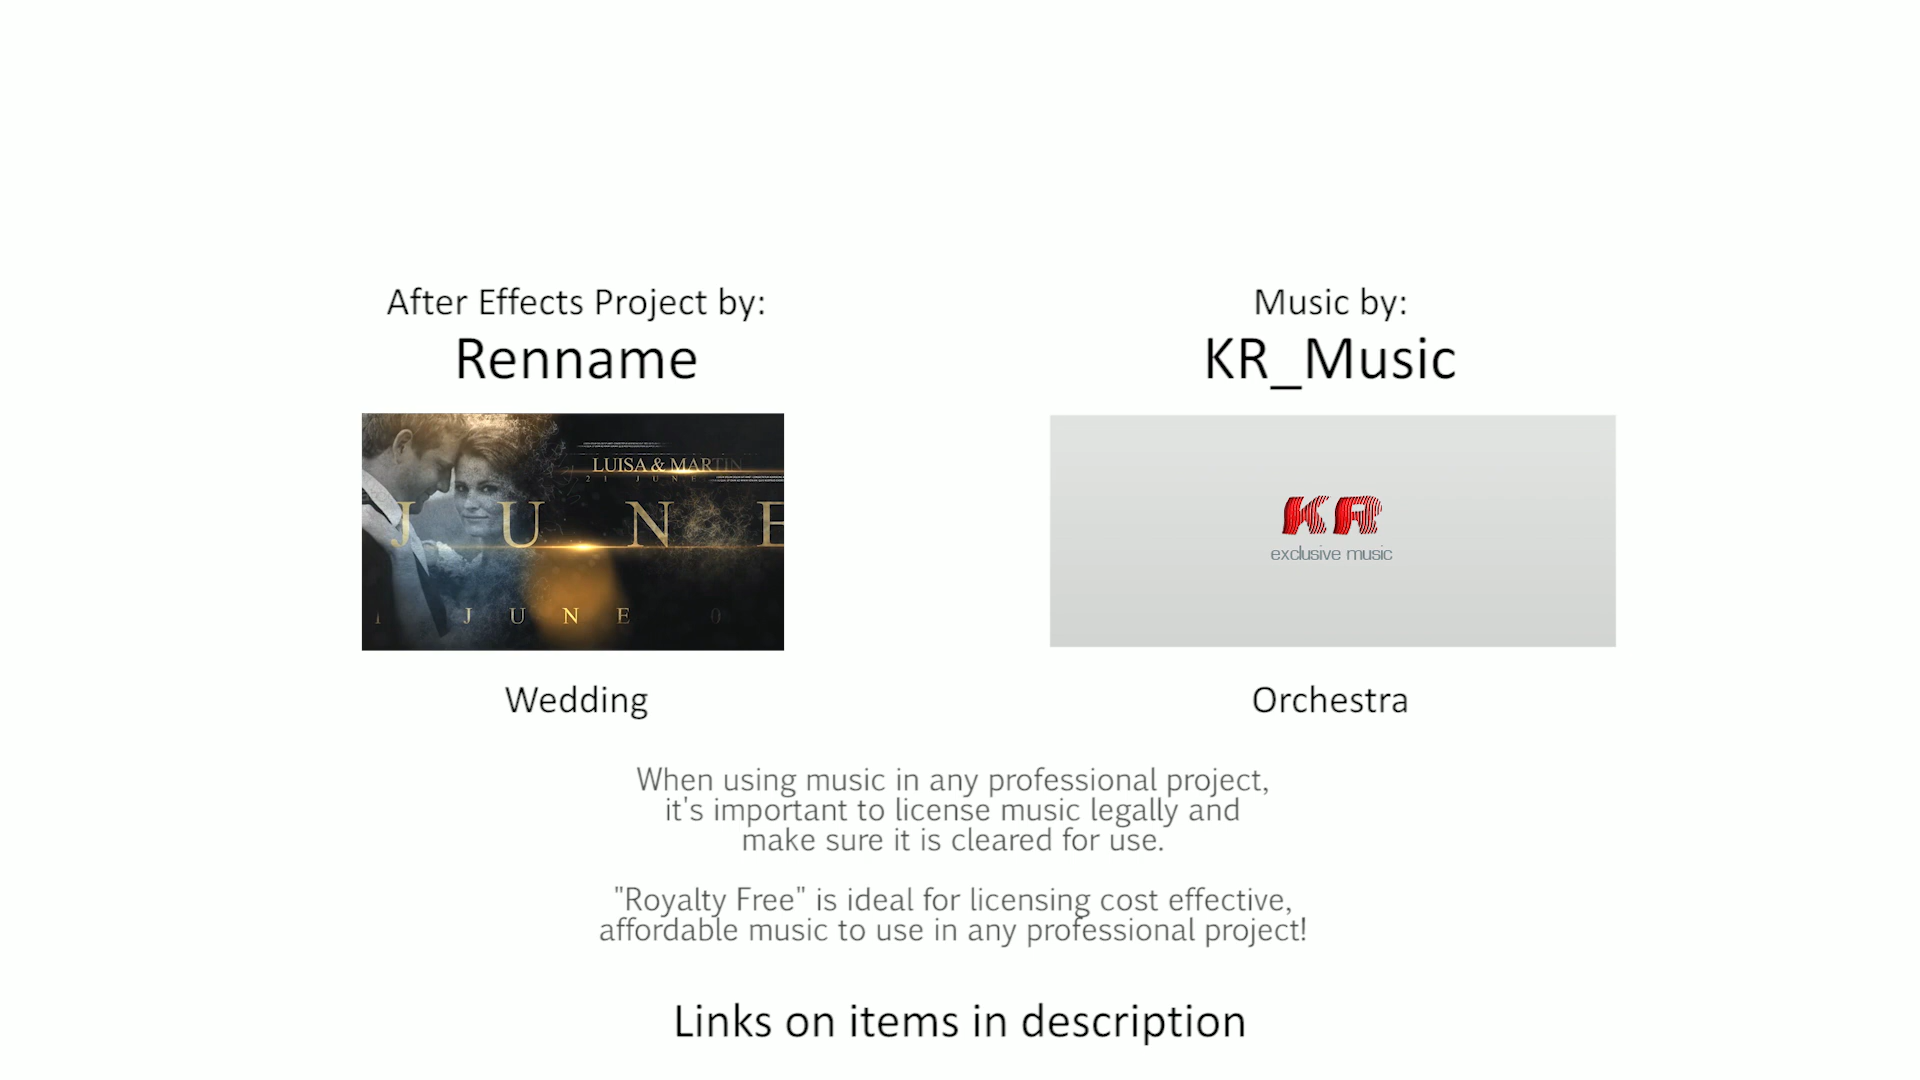 After Effects Project by:
Renname
LUISA & MARTIN
21 JUNE
J U N E
J U N E 0
Wedding
Music by:
KR_Music
KR
exclusive music
Orchestra
When using music in any professional project,
it's important to license music legally and
make sure it is cleared for use.
"Royalty Free" is ideal for licensing cost effective,
affordable music to use in any professional project!
Links on items in description